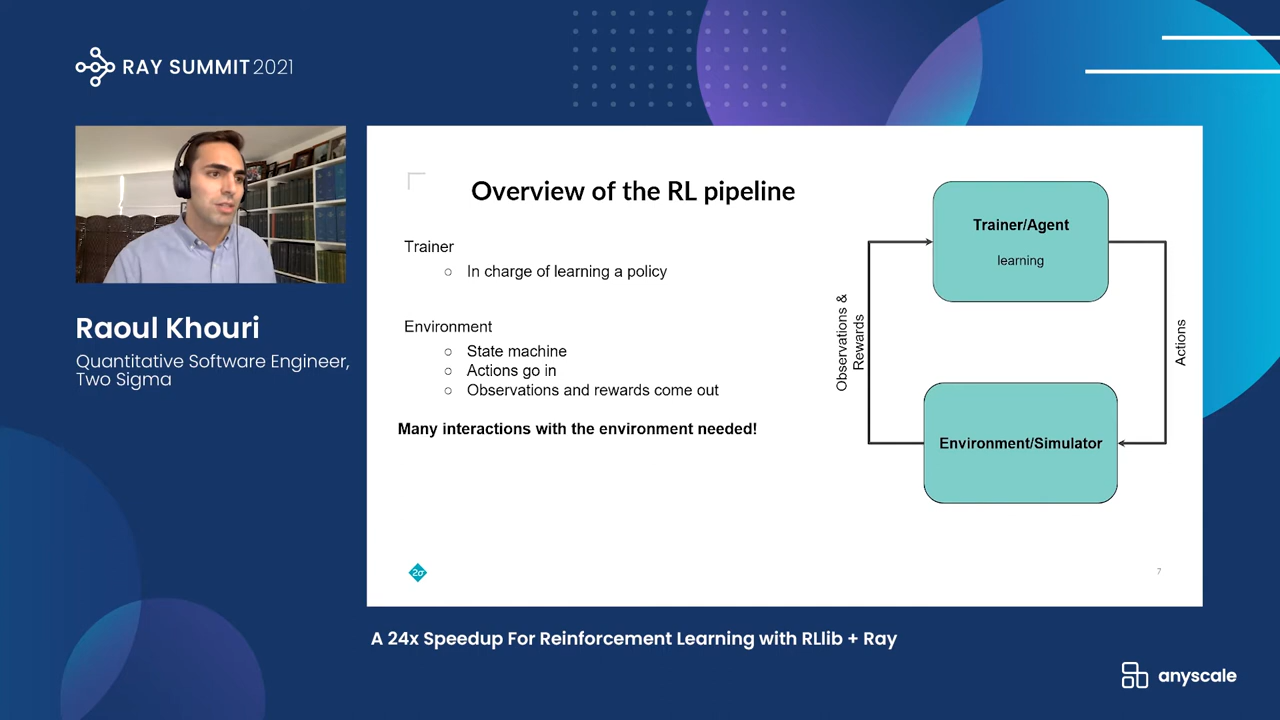 RAY SUMMIT 2021
Raoul Khouri
Quantitative Software Engineer,
Two Sigma
Overview of the RL pipeline
Trainer
○ In charge of learning a policy
Environment
○ State machine
○ Actions go in
○ Observations and rewards come out
Many interactions with the environment needed!
Trainer/Agent
learning
Observations &
Rewards
Actions
Environment/Simulator
2σ
7
A 24x Speedup For Reinforcement Learning with RLlib + Ray
anyscale